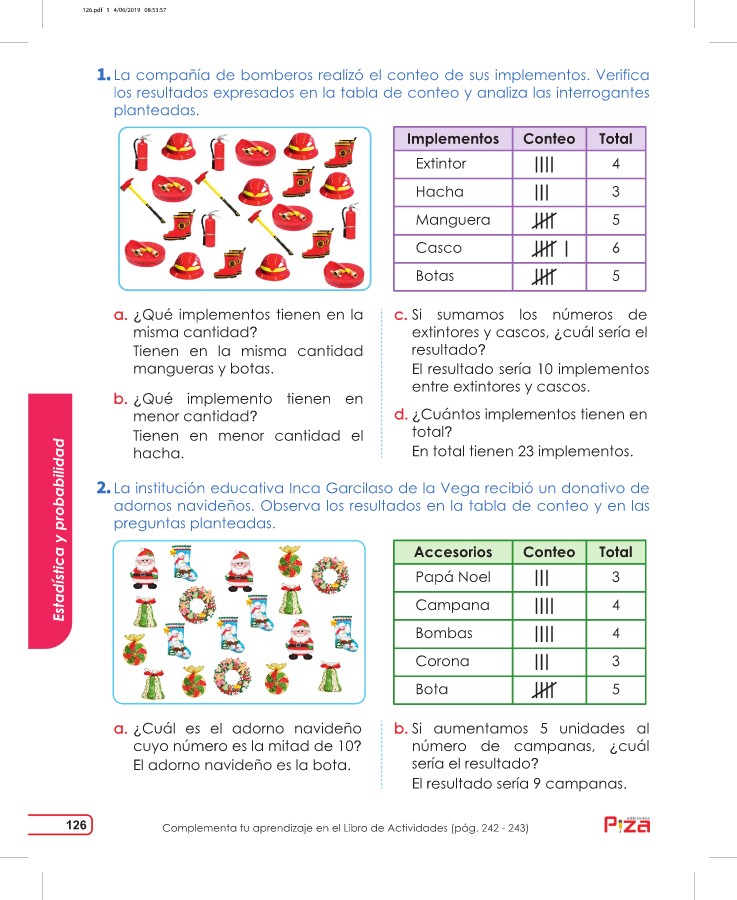 126.pdf 1 4/06/2019 08:53:57
1. La compañía de bomberos realizó el conteo de sus implementos. Verifica
los resultados expresados en la tabla de conteo y analiza las interrogantes
planteadas.
Implementos Conteo Total
Extintor |||| 4
Hacha ||| 3
Manguera 5
Casco | 6
Botas 5
a. ¿Qué implementos tienen en la
misma cantidad?
Tienen en la misma cantidad
mangueras y botas.
b. ¿Qué implemento tienen en
menor cantidad?
Tienen en menor cantidad el
hacha.
c. Si sumamos los números de
extintores y cascos, ¿cuál sería el
resultado?
El resultado sería 10 implementos
entre extintores y cascos.
d. ¿Cuántos implementos tienen en
total?
En total tienen 23 implementos.
Estadística y probabilidad
2. La institución educativa Inca Garcilaso de la Vega recibió un donativo de
adornos navideños. Observa los resultados en la tabla de conteo y en las
preguntas planteadas.
Accesorios Conteo Total
Papá Noel ||| 3
Campana |||| 4
Bombas |||| 4
Corona ||| 3
Bota 5
a. ¿Cuál es el adorno navideño
cuyo número es la mitad de 10?
El adorno navideño es la bota.
b. Si aumentamos 5 unidades al
número de campanas, ¿cuál
sería el resultado?
El resultado sería 9 campanas.
126
Complementa tu aprendizaje en el Libro de Actividades (pág. 242 - 243)
ediciones
Piza